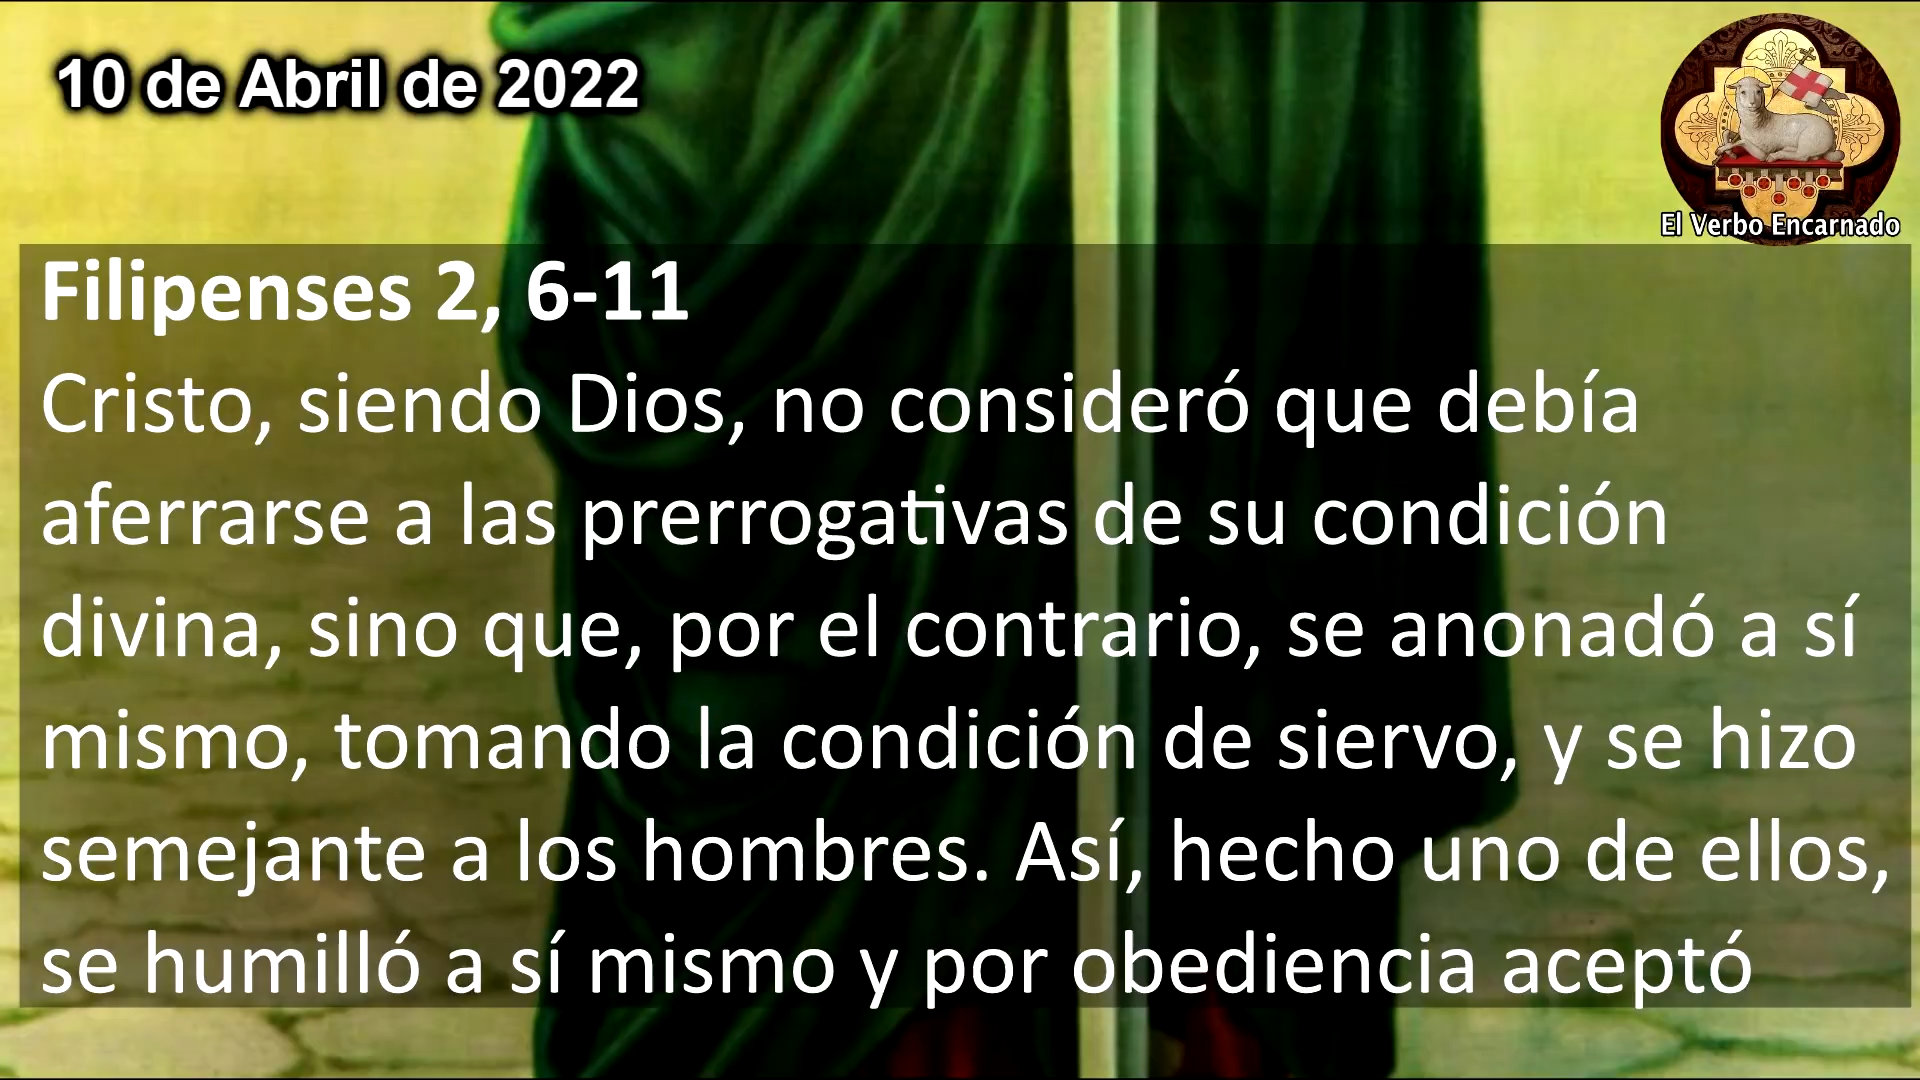 10 de Abril de 2022
El Verbo Encarnado
Filipenses 2, 6-11
Cristo, siendo Dios, no consideró que debía
aferrarse a las prerrogativas de su condición
divina, sino que, por el contrario, se anonadó a sí
mismo, tomando la condición de siervo, y se hizo
semejante a los hombres. Así, hecho uno de ellos,
se humilló a sí mismo y por obediencia aceptó